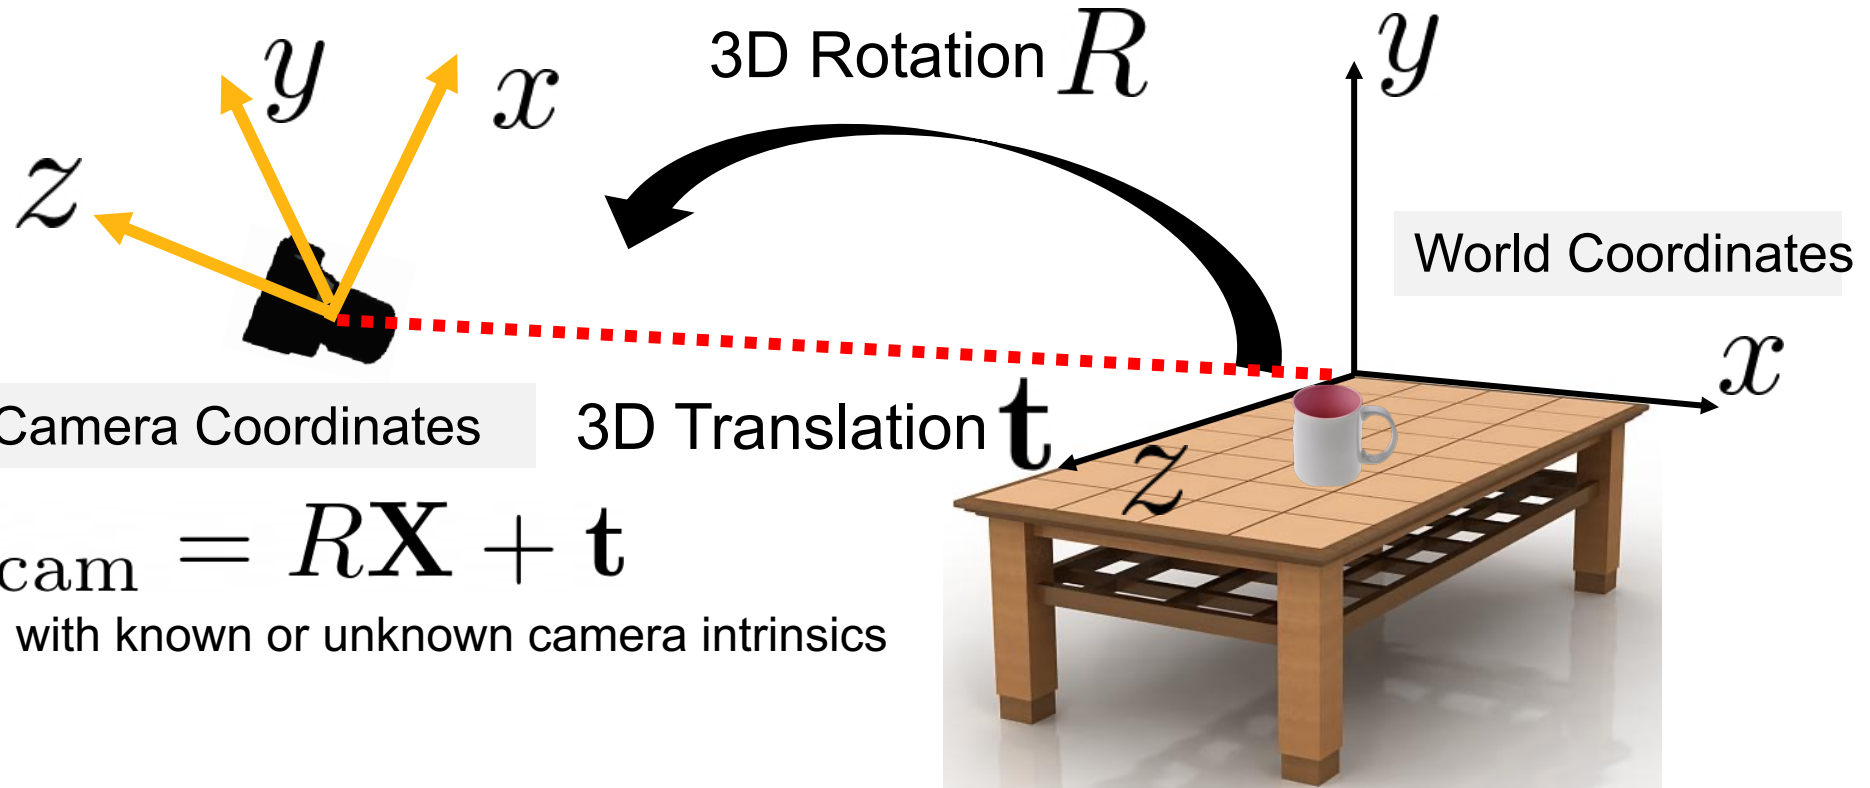 y
x
3D Rotation R
y
z
World Coordinates
x
Camera Coordinates
3D Translation t
z
cam = RX + t
with known or unknown camera intrinsics